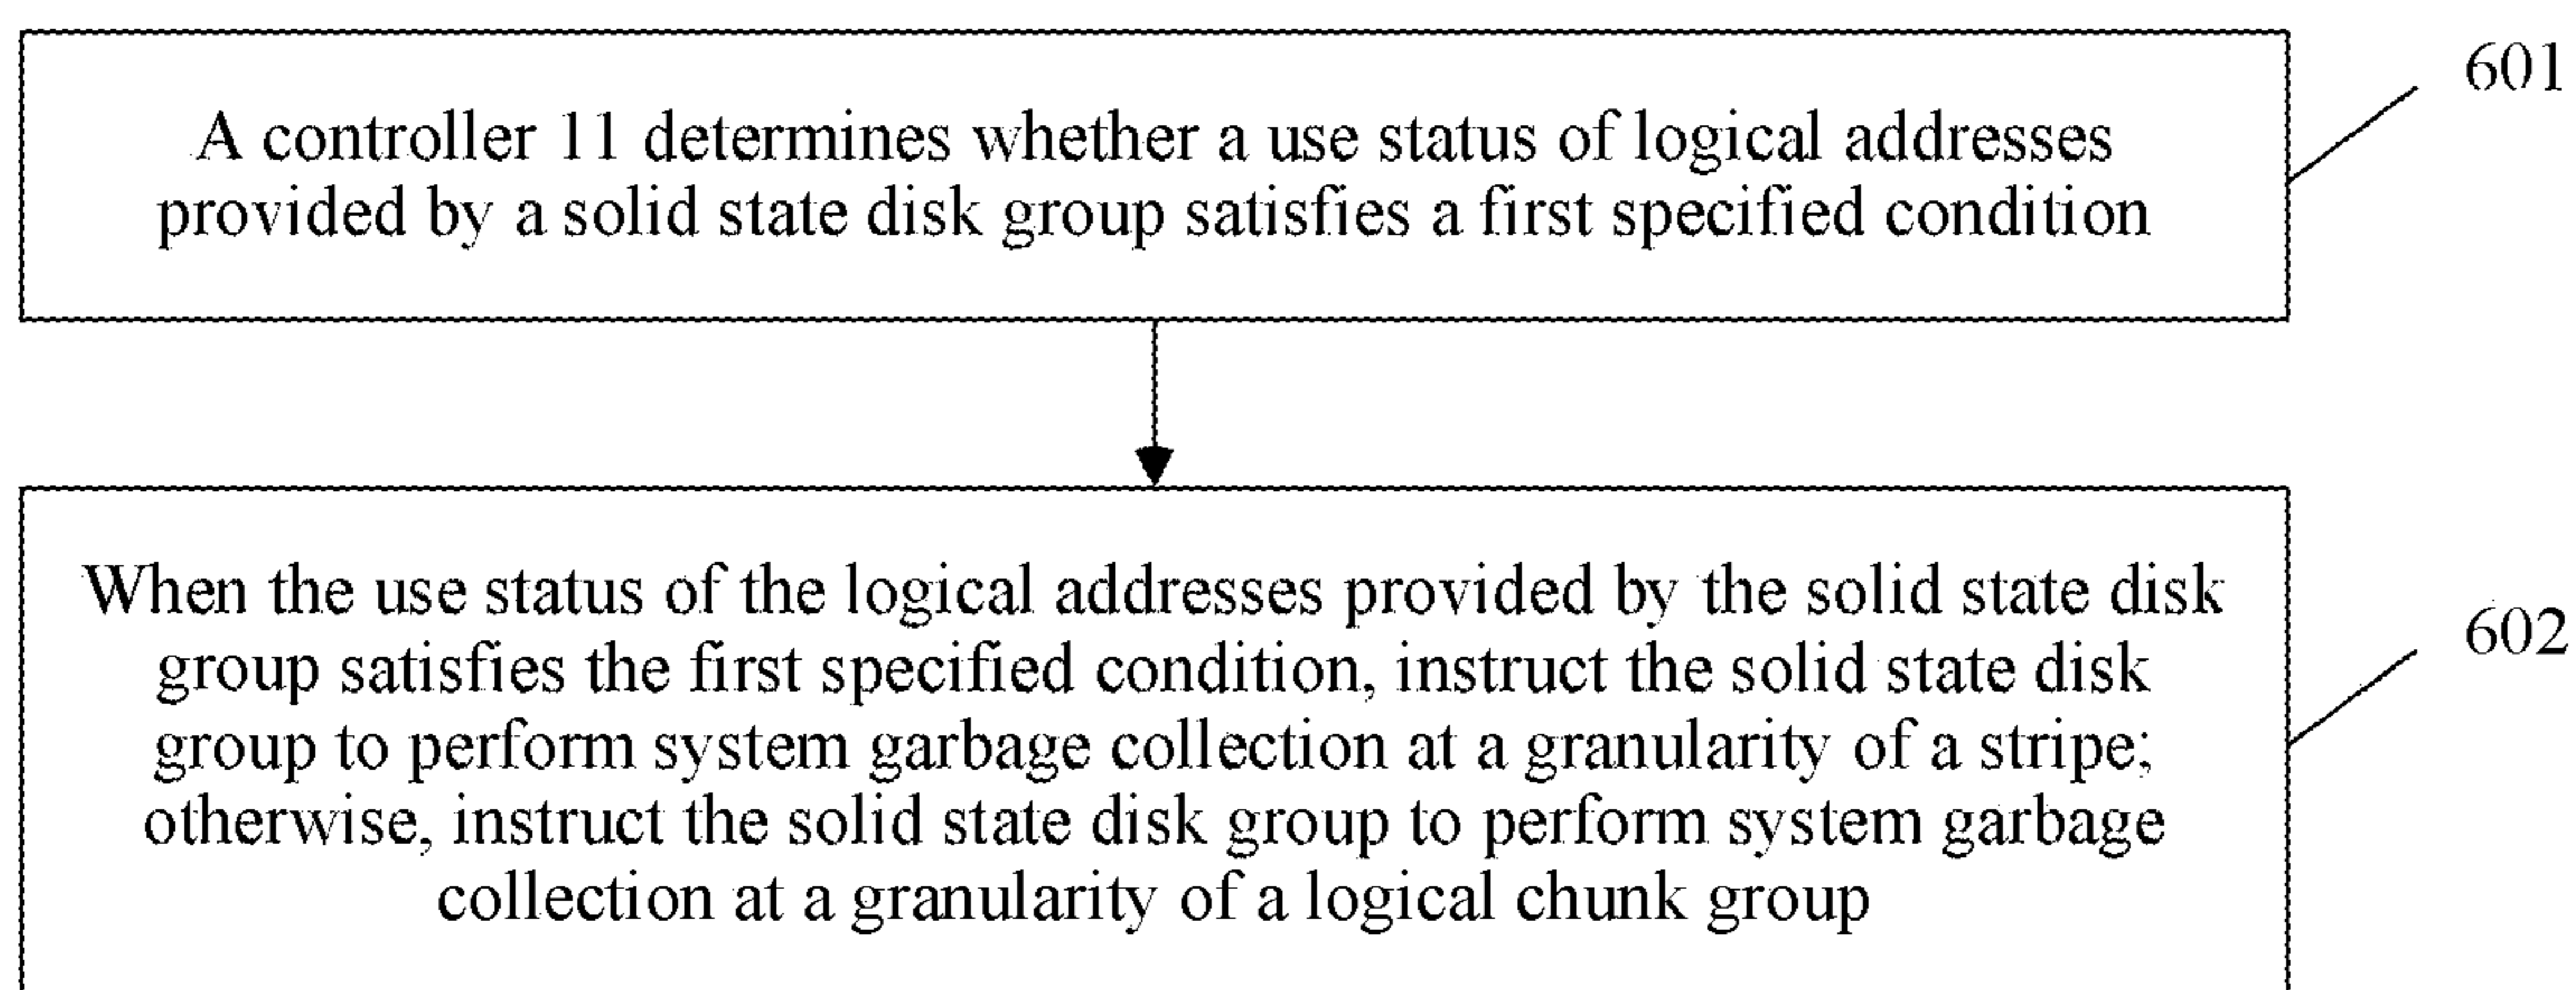 A controller 11 determines whether a use status of logical addresses
provided by a solid state disk group satisfies a first specified condition
601
When the use status of the logical addresses provided by the solid state disk
group satisfies the first specified condition, instruct the solid state disk
group to perform system garbage collection at a granularity of a stripe;
otherwise, instruct the solid state disk group to perform system garbage
collection at a granularity of a logical chunk group
602